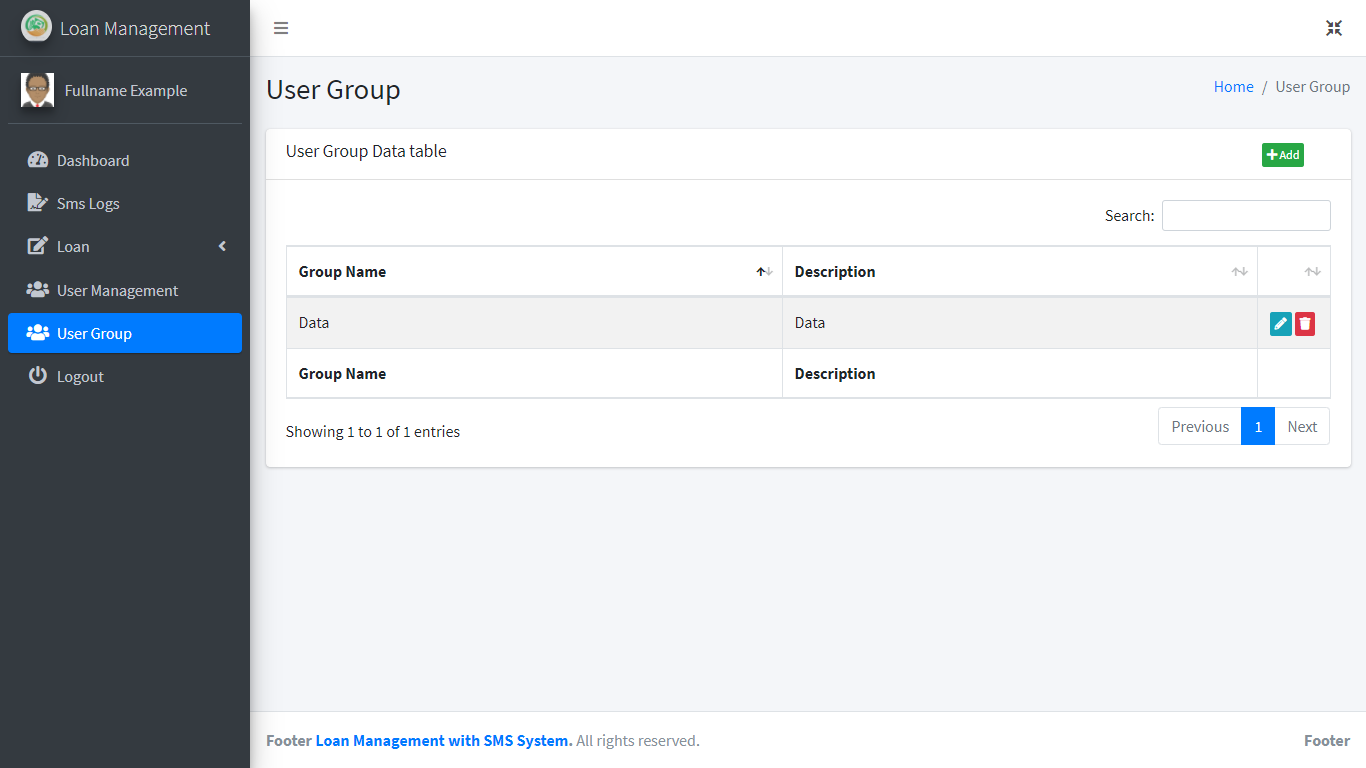 Loan Management
Fullname Example
Dashboard
Sms Logs
Loan
User Management
User Group
Logout
User Group
Home / User Group
User Group Data table
Add
Search:
Group Name Description
Data Data
Group Name Description
Showing 1 to 1 of 1 entries
Previous 1 Next
Footer Loan Management with SMS System. All rights reserved.
Footer